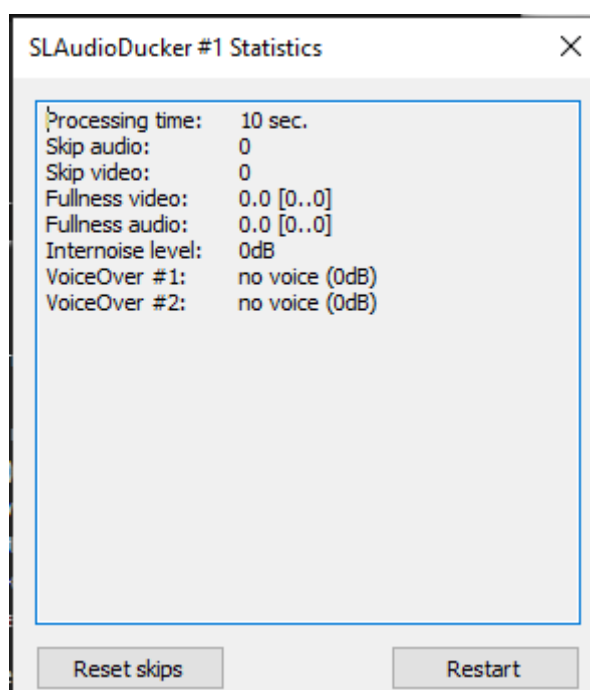 SLAudioDucker #1 Statistics
Processing time: 10 sec.
Skip audio: 0
Skip video: 0
Fullness video: 0.0 [0..0]
Fullness audio: 0.0 [0..0]
Internoise level: 0dB
VoiceOver #1: no voice (0dB)
VoiceOver #2: no voice (0dB)
Reset skips
Restart